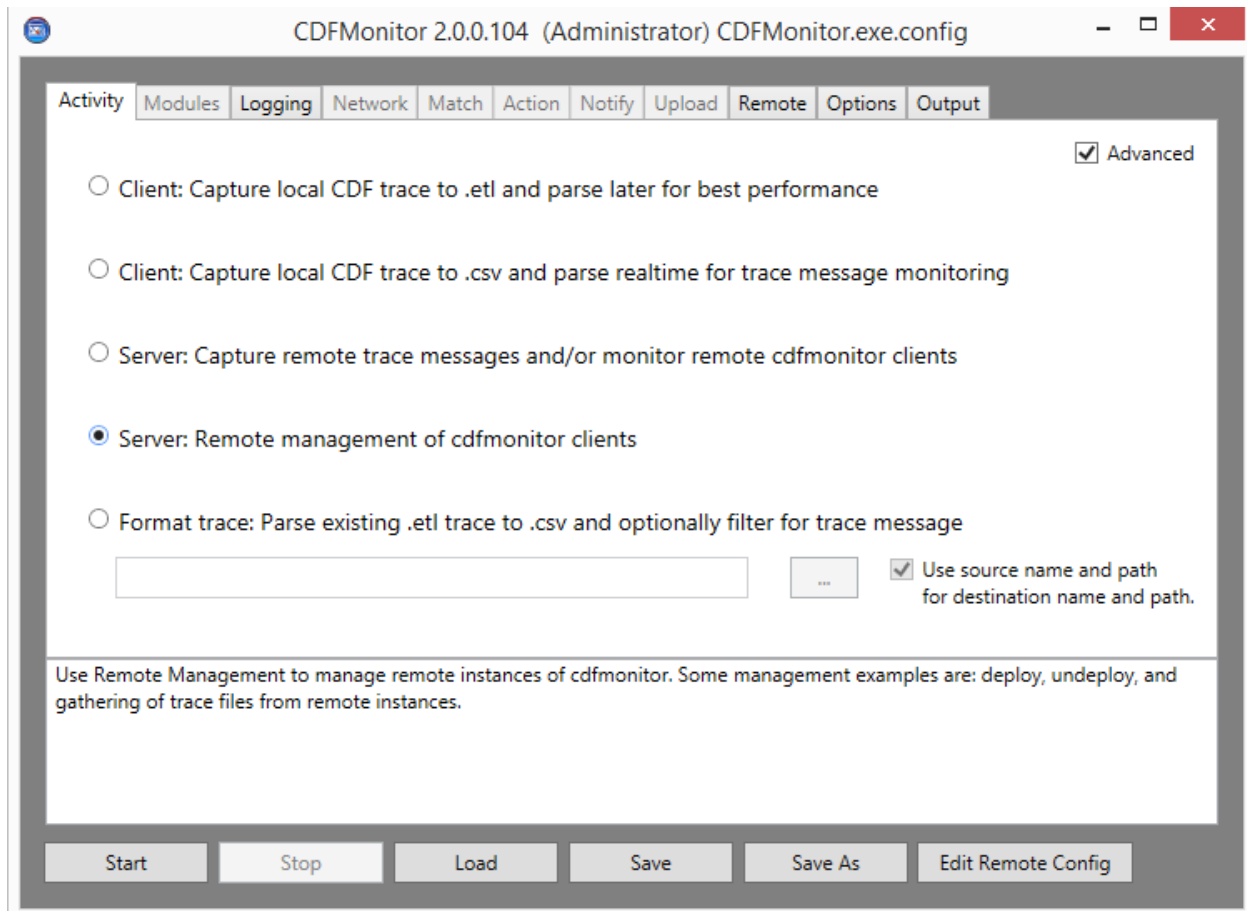 CDFMonitor 2.0.0.104 (Administrator) CDFMonitor.exe.config
Activity Modules Logging Network Match Action Notify Upload Remote Options Output
Advanced
Client: Capture local CDF trace to .etl and parse later for best performance
Client: Capture local CDF trace to .csv and parse realtime for trace message monitoring
Server: Capture remote trace messages and/or monitor remote cdfmonitor clients
Server: Remote management of cdfmonitor clients
Format trace: Parse existing .etl trace to .csv and optionally filter for trace message
... Use source name and path
for destination name and path.
Use Remote Management to manage remote instances of cdfmonitor. Some management examples are: deploy, undeploy, and
gathering of trace files from remote instances.
Start Stop Load Save Save As Edit Remote Config